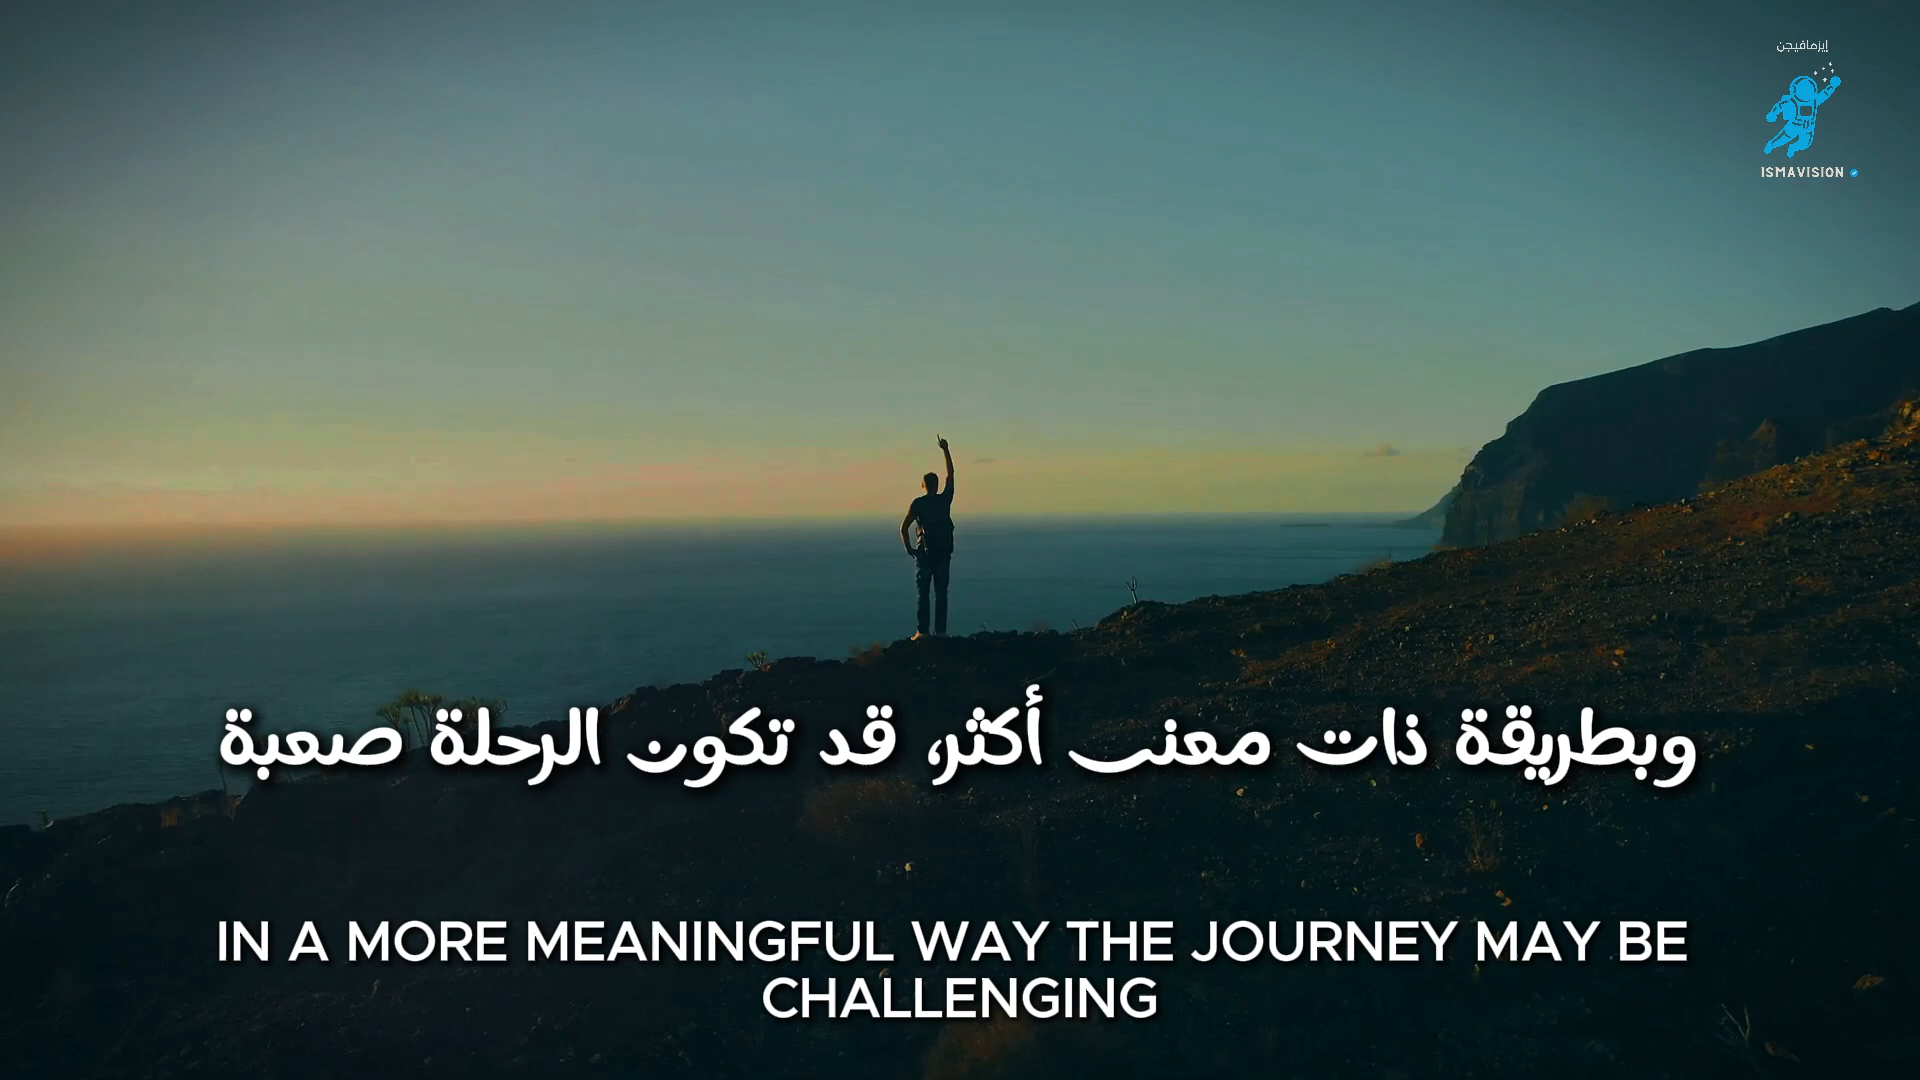 إيزمافيجن
ISMAVISION
وبطريقة ذات معنى أكثر، قد تكون الرحلة صعبة
IN A MORE MEANINGFUL WAY THE JOURNEY MAY BE
CHALLENGING